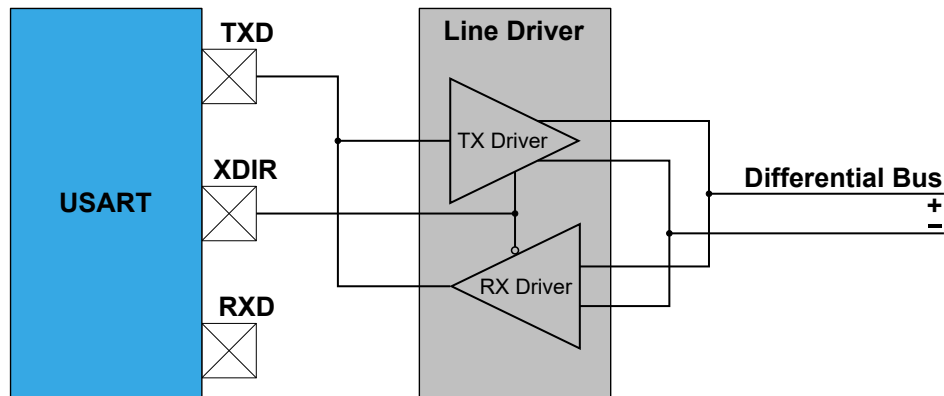 TXD
Line Driver
TX Driver
XDIR
USART
Differential Bus
+
−
RX Driver
RXD